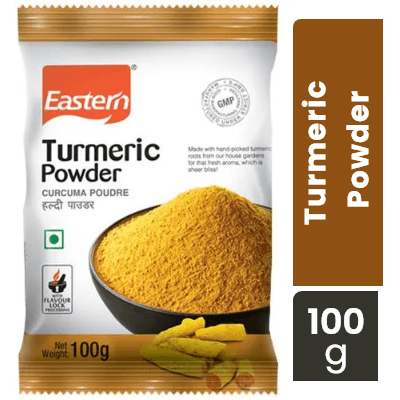 Eastern®
GMP
Turmeric
Powder
CURCUMA POUDRE
हल्दी पाउडर
Made with hand-picked turmeric
roots from our house gardens
for that fresh aroma, which is
sheer bliss!
WITH
FLAVOUR
LOCK
PROCESSING
Net
Weight: 100g
Turmeric
Powder
100
g